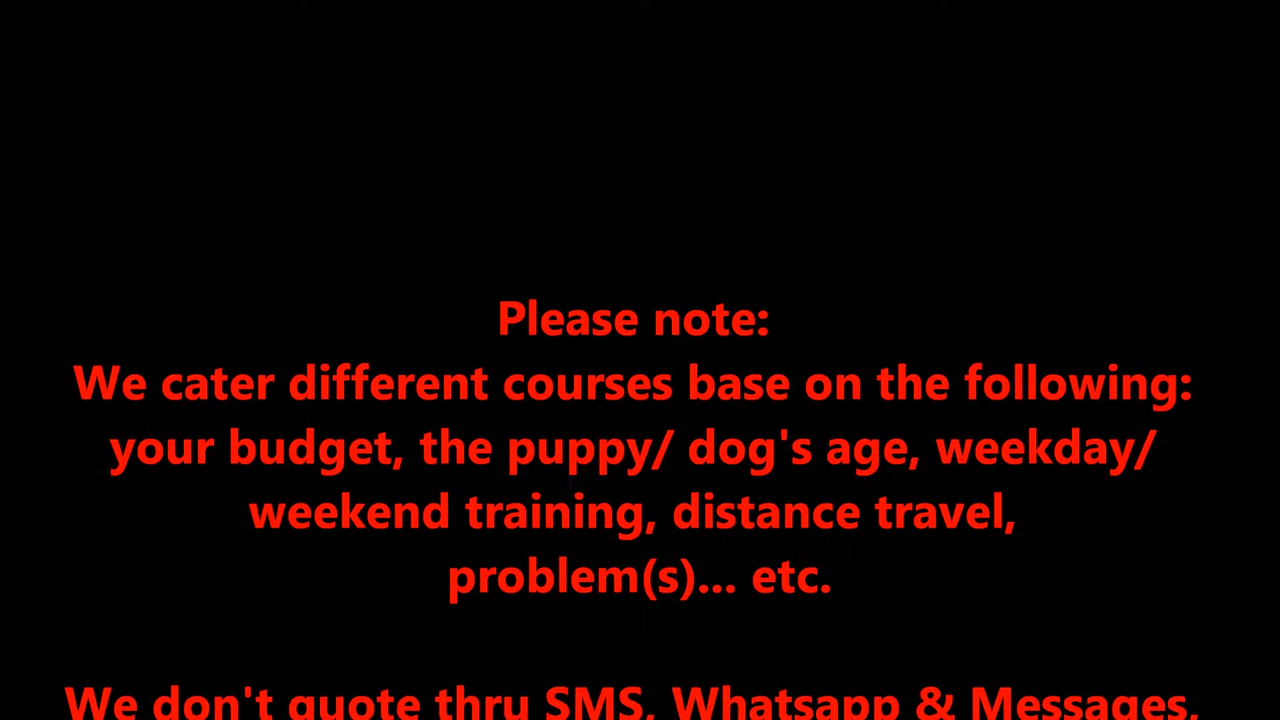 Please note:
We cater different courses base on the following:
your budget, the puppy/ dog's age, weekday/
weekend training, distance travel,
problem(s)... etc.
We don't quote thru SMS, Whatsapp & Messages,